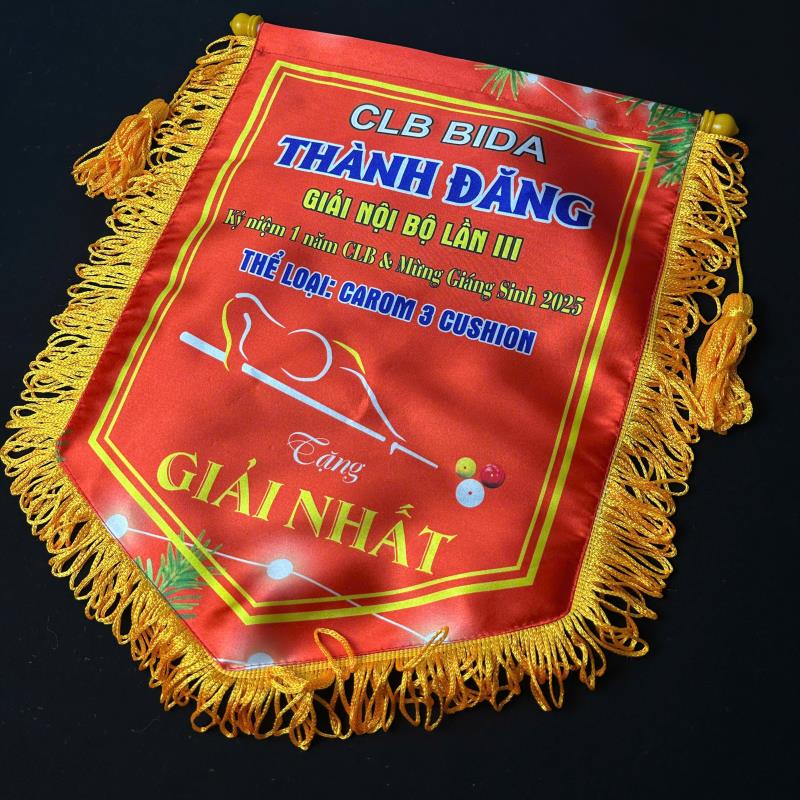 CLB BIDA
THÀNH ĐĂNG
GIẢI NỘI BỘ LẦN III
Kỷ niệm 1 năm CLB & Mừng Giáng Sinh 2025
THỂ LOẠI: CAROM 3 CUSHION
Tặng
GIẢI NHẤT